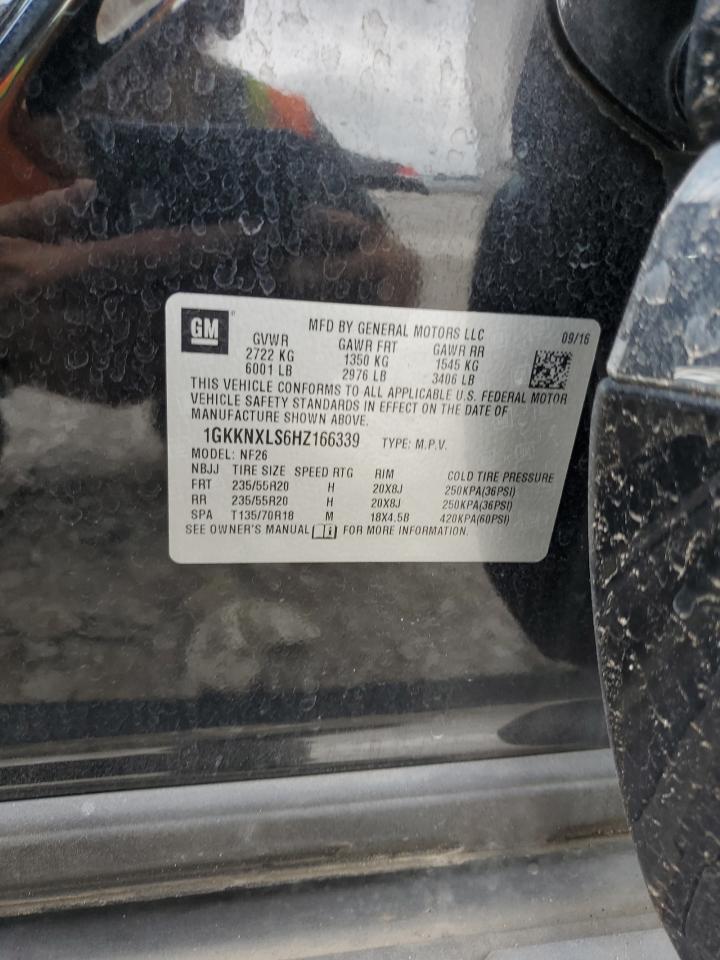 GM MFD BY GENERAL MOTORS LLC 09/16
GVWR GAWR FRT GAWR RR
2722 KG 1350 KG 1545 KG
6001 LB 2976 LB 3406 LB
THIS VEHICLE CONFORMS TO ALL APPLICABLE U.S. FEDERAL MOTOR
VEHICLE SAFETY STANDARDS IN EFFECT ON THE DATE OF
MANUFACTURE SHOWN ABOVE.
1GKKNXLS6HZ166339 TYPE: M.P.V.
MODEL: NF26
NBJJ TIRE SIZE SPEED RTG RIM COLD TIRE PRESSURE
FRT 235/55R20 H 20X8J 250KPA(36PSI)
RR 235/55R20 H 20X8J 250KPA(36PSI)
SPA T135/70R18 M 18X4.5B 420KPA(60PSI)
SEE OWNER'S MANUAL FOR MORE INFORMATION.